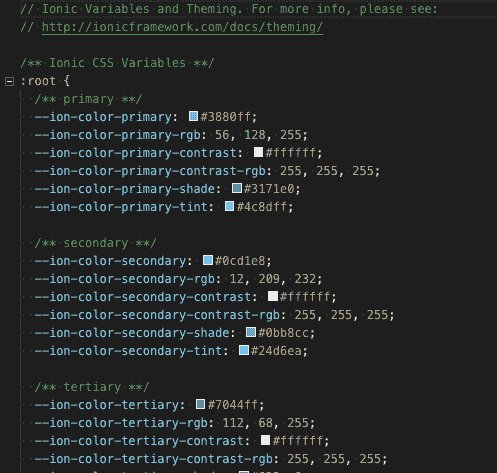 // Ionic Variables and Theming. For more info, please see:
// http://ionicframework.com/docs/theming/
/** Ionic CSS Variables **/
:root {
/** primary **/
--ion-color-primary: #3880ff;
--ion-color-primary-rgb: 56, 128, 255;
--ion-color-primary-contrast: #ffffff;
--ion-color-primary-contrast-rgb: 255, 255, 255;
--ion-color-primary-shade: #3171e0;
--ion-color-primary-tint: #4c8dff;
/** secondary **/
--ion-color-secondary: #0cd1e8;
--ion-color-secondary-rgb: 12, 209, 232;
--ion-color-secondary-contrast: #ffffff;
--ion-color-secondary-contrast-rgb: 255, 255, 255;
--ion-color-secondary-shade: #0bb8cc;
--ion-color-secondary-tint: #24d6ea;
/** tertiary **/
--ion-color-tertiary: #7044ff;
--ion-color-tertiary-rgb: 112, 68, 255;
--ion-color-tertiary-contrast: #ffffff;
--ion-color-tertiary-contrast-rgb: 255, 255, 255;